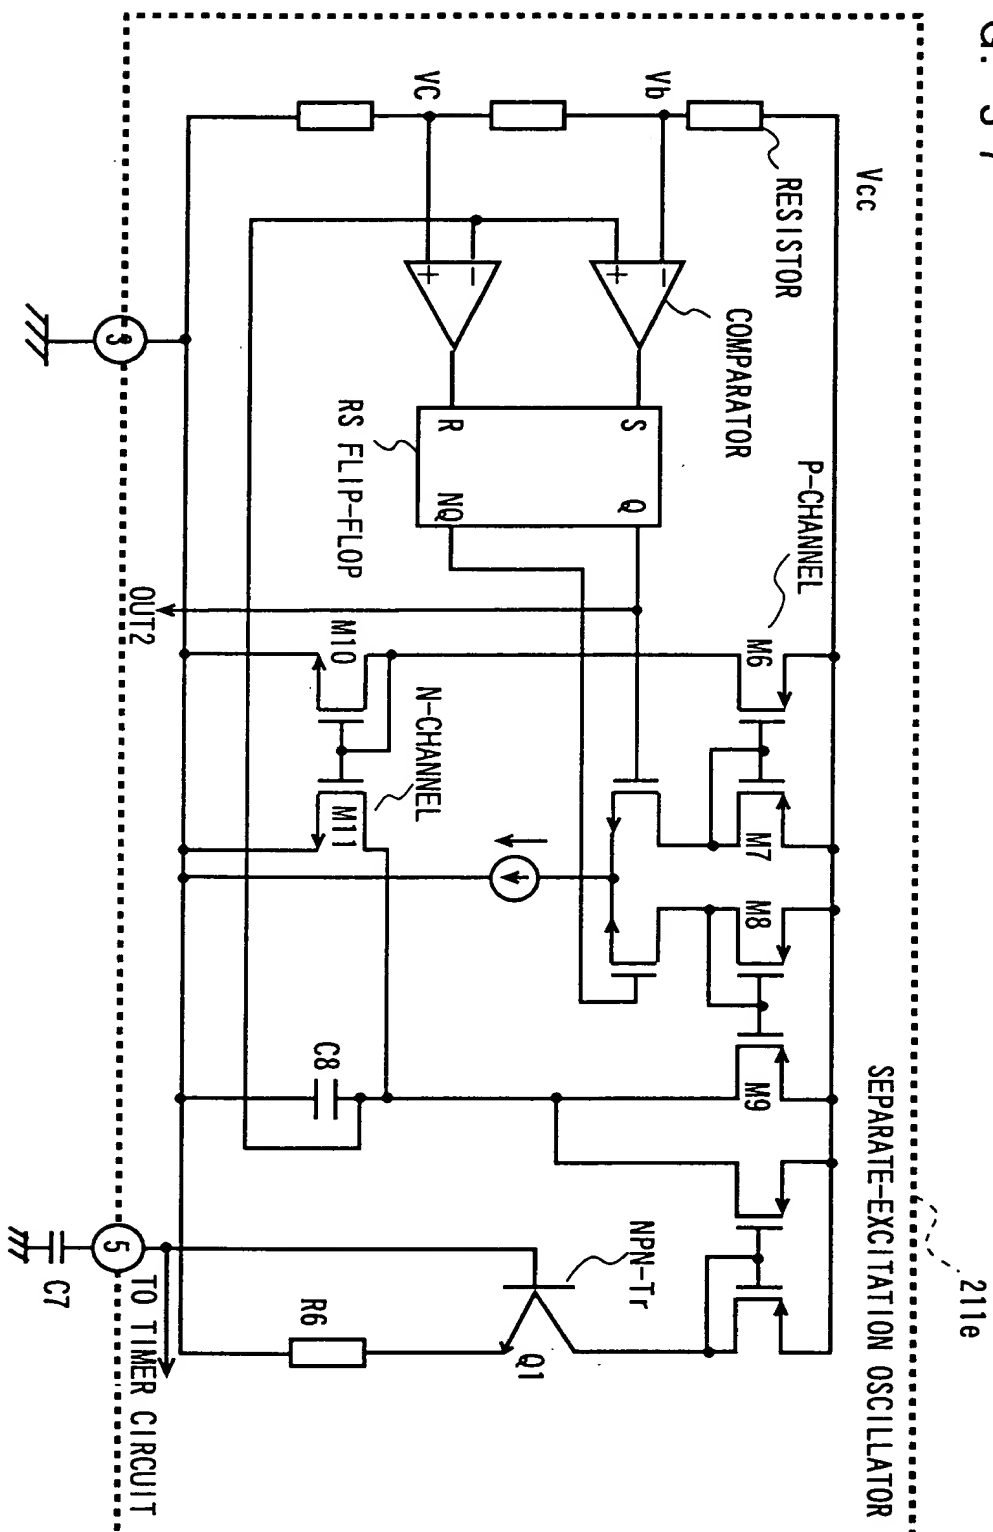 211e
SEPARATE-EXCITATION OSCILLATOR
Vcc
RESISTOR
P-CHANNEL
COMPARATOR
M6
M7
M8
M9
Vb
−
+
S
Q
NPN-Tr
Q1
VC
−
+
R
NQ
N-CHANNEL
RS FLIP-FLOP
M10
M11
C8
R6
OUT2
TO TIMER CIRCUIT
3
5
C7